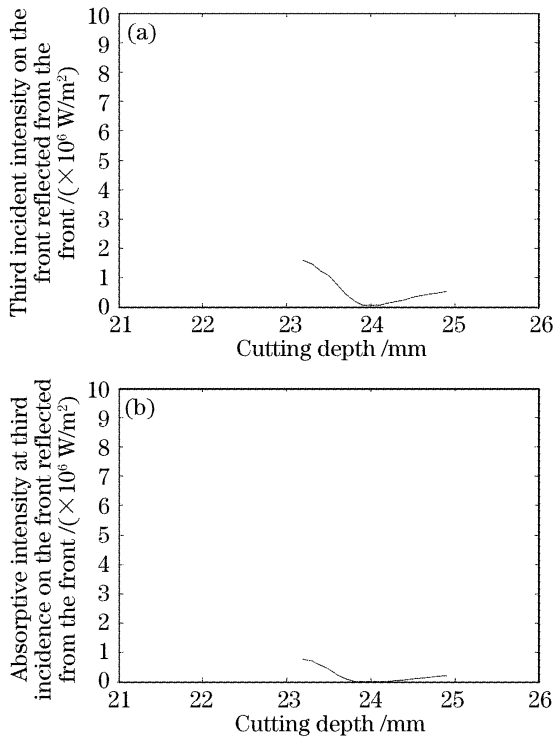 (a)
Third incident intensity on the
front reflected from the
front /(×10⁶ W/m²)
10
9
8
7
6
5
4
3
2
1
0
21 22 23 24 25 26
Cutting depth /mm
(b)
Absorptive intensity at third
incidence on the front reflected
from the front /(×10⁶ W/m²)
10
9
8
7
6
5
4
3
2
1
0
21 22 23 24 25 26
Cutting depth /mm